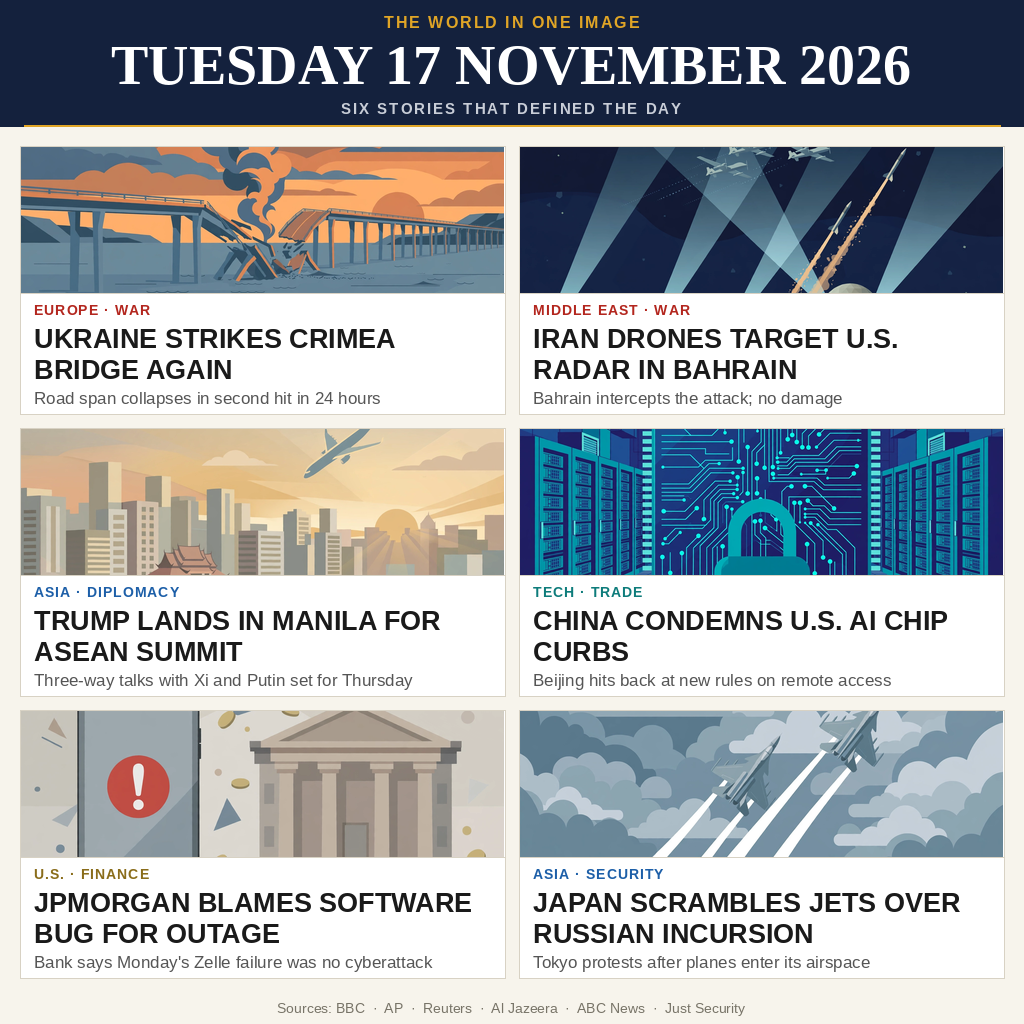 THE WORLD IN ONE IMAGE
TUESDAY 17 NOVEMBER 2026
SIX STORIES THAT DEFINED THE DAY
EUROPE · WAR
UKRAINE STRIKES CRIMEA
BRIDGE AGAIN
Road span collapses in second hit in 24 hours
MIDDLE EAST · WAR
IRAN DRONES TARGET U.S.
RADAR IN BAHRAIN
Bahrain intercepts the attack; no damage
ASIA · DIPLOMACY
TRUMP LANDS IN MANILA FOR
ASEAN SUMMIT
Three-way talks with Xi and Putin set for Thursday
TECH · TRADE
CHINA CONDEMNS U.S. AI CHIP
CURBS
Beijing hits back at new rules on remote access
U.S. · FINANCE
JPMORGAN BLAMES SOFTWARE
BUG FOR OUTAGE
Bank says Monday's Zelle failure was no cyberattack
ASIA · SECURITY
JAPAN SCRAMBLES JETS OVER
RUSSIAN INCURSION
Tokyo protests after planes enter its airspace
Sources: BBC · AP · Reuters · Al Jazeera · ABC News · Just Security